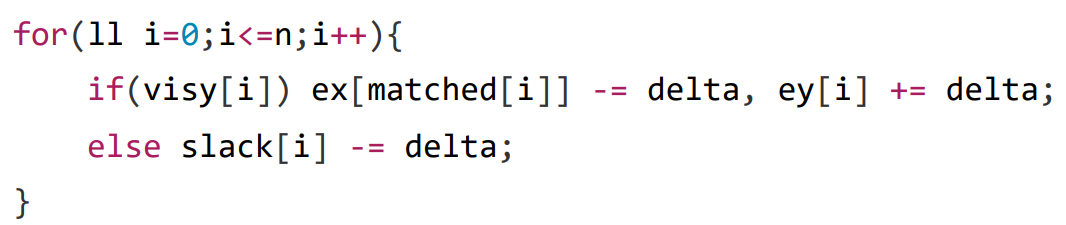 for(ll i=0;i<=n;i++){
    if(visy[i]) ex[matched[i]] -= delta, ey[i] += delta;
    else slack[i] -= delta;
}